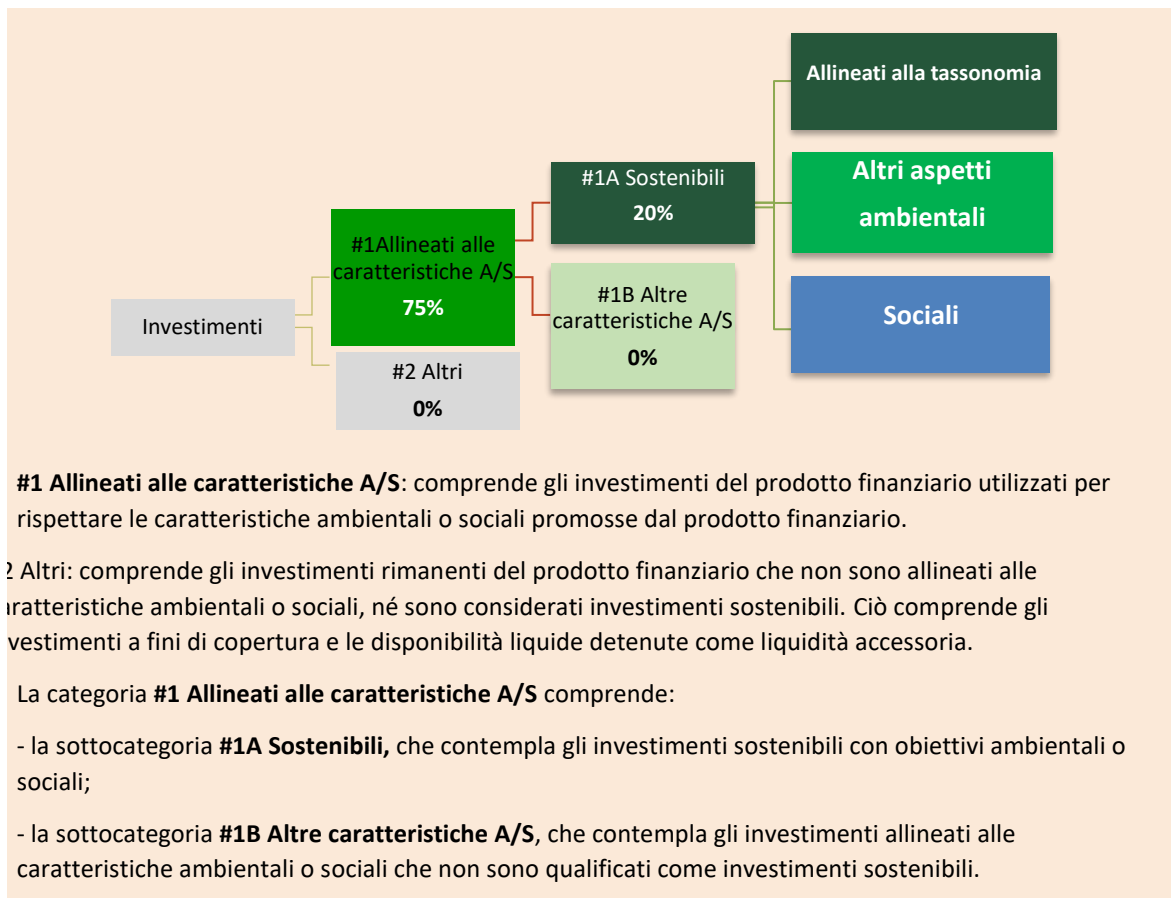 Allineati alla tassonomia
#1A Sostenibili
20%
Altri aspetti
ambientali
#1Allineati alle
caratteristiche A/S
75%
#1B Altre
caratteristiche A/S
0%
Sociali
Investimenti
#2 Altri
0%
#1 Allineati alle caratteristiche A/S: comprende gli investimenti del prodotto finanziario utilizzati per
rispettare le caratteristiche ambientali o sociali promosse dal prodotto finanziario.
2 Altri: comprende gli investimenti rimanenti del prodotto finanziario che non sono allineati alle
aratteristiche ambientali o sociali, né sono considerati investimenti sostenibili. Ciò comprende gli
vestimenti a fini di copertura e le disponibilità liquide detenute come liquidità accessoria.
La categoria #1 Allineati alle caratteristiche A/S comprende:
- la sottocategoria #1A Sostenibili, che contempla gli investimenti sostenibili con obiettivi ambientali o
sociali;
- la sottocategoria #1B Altre caratteristiche A/S, che contempla gli investimenti allineati alle
caratteristiche ambientali o sociali che non sono qualificati come investimenti sostenibili.